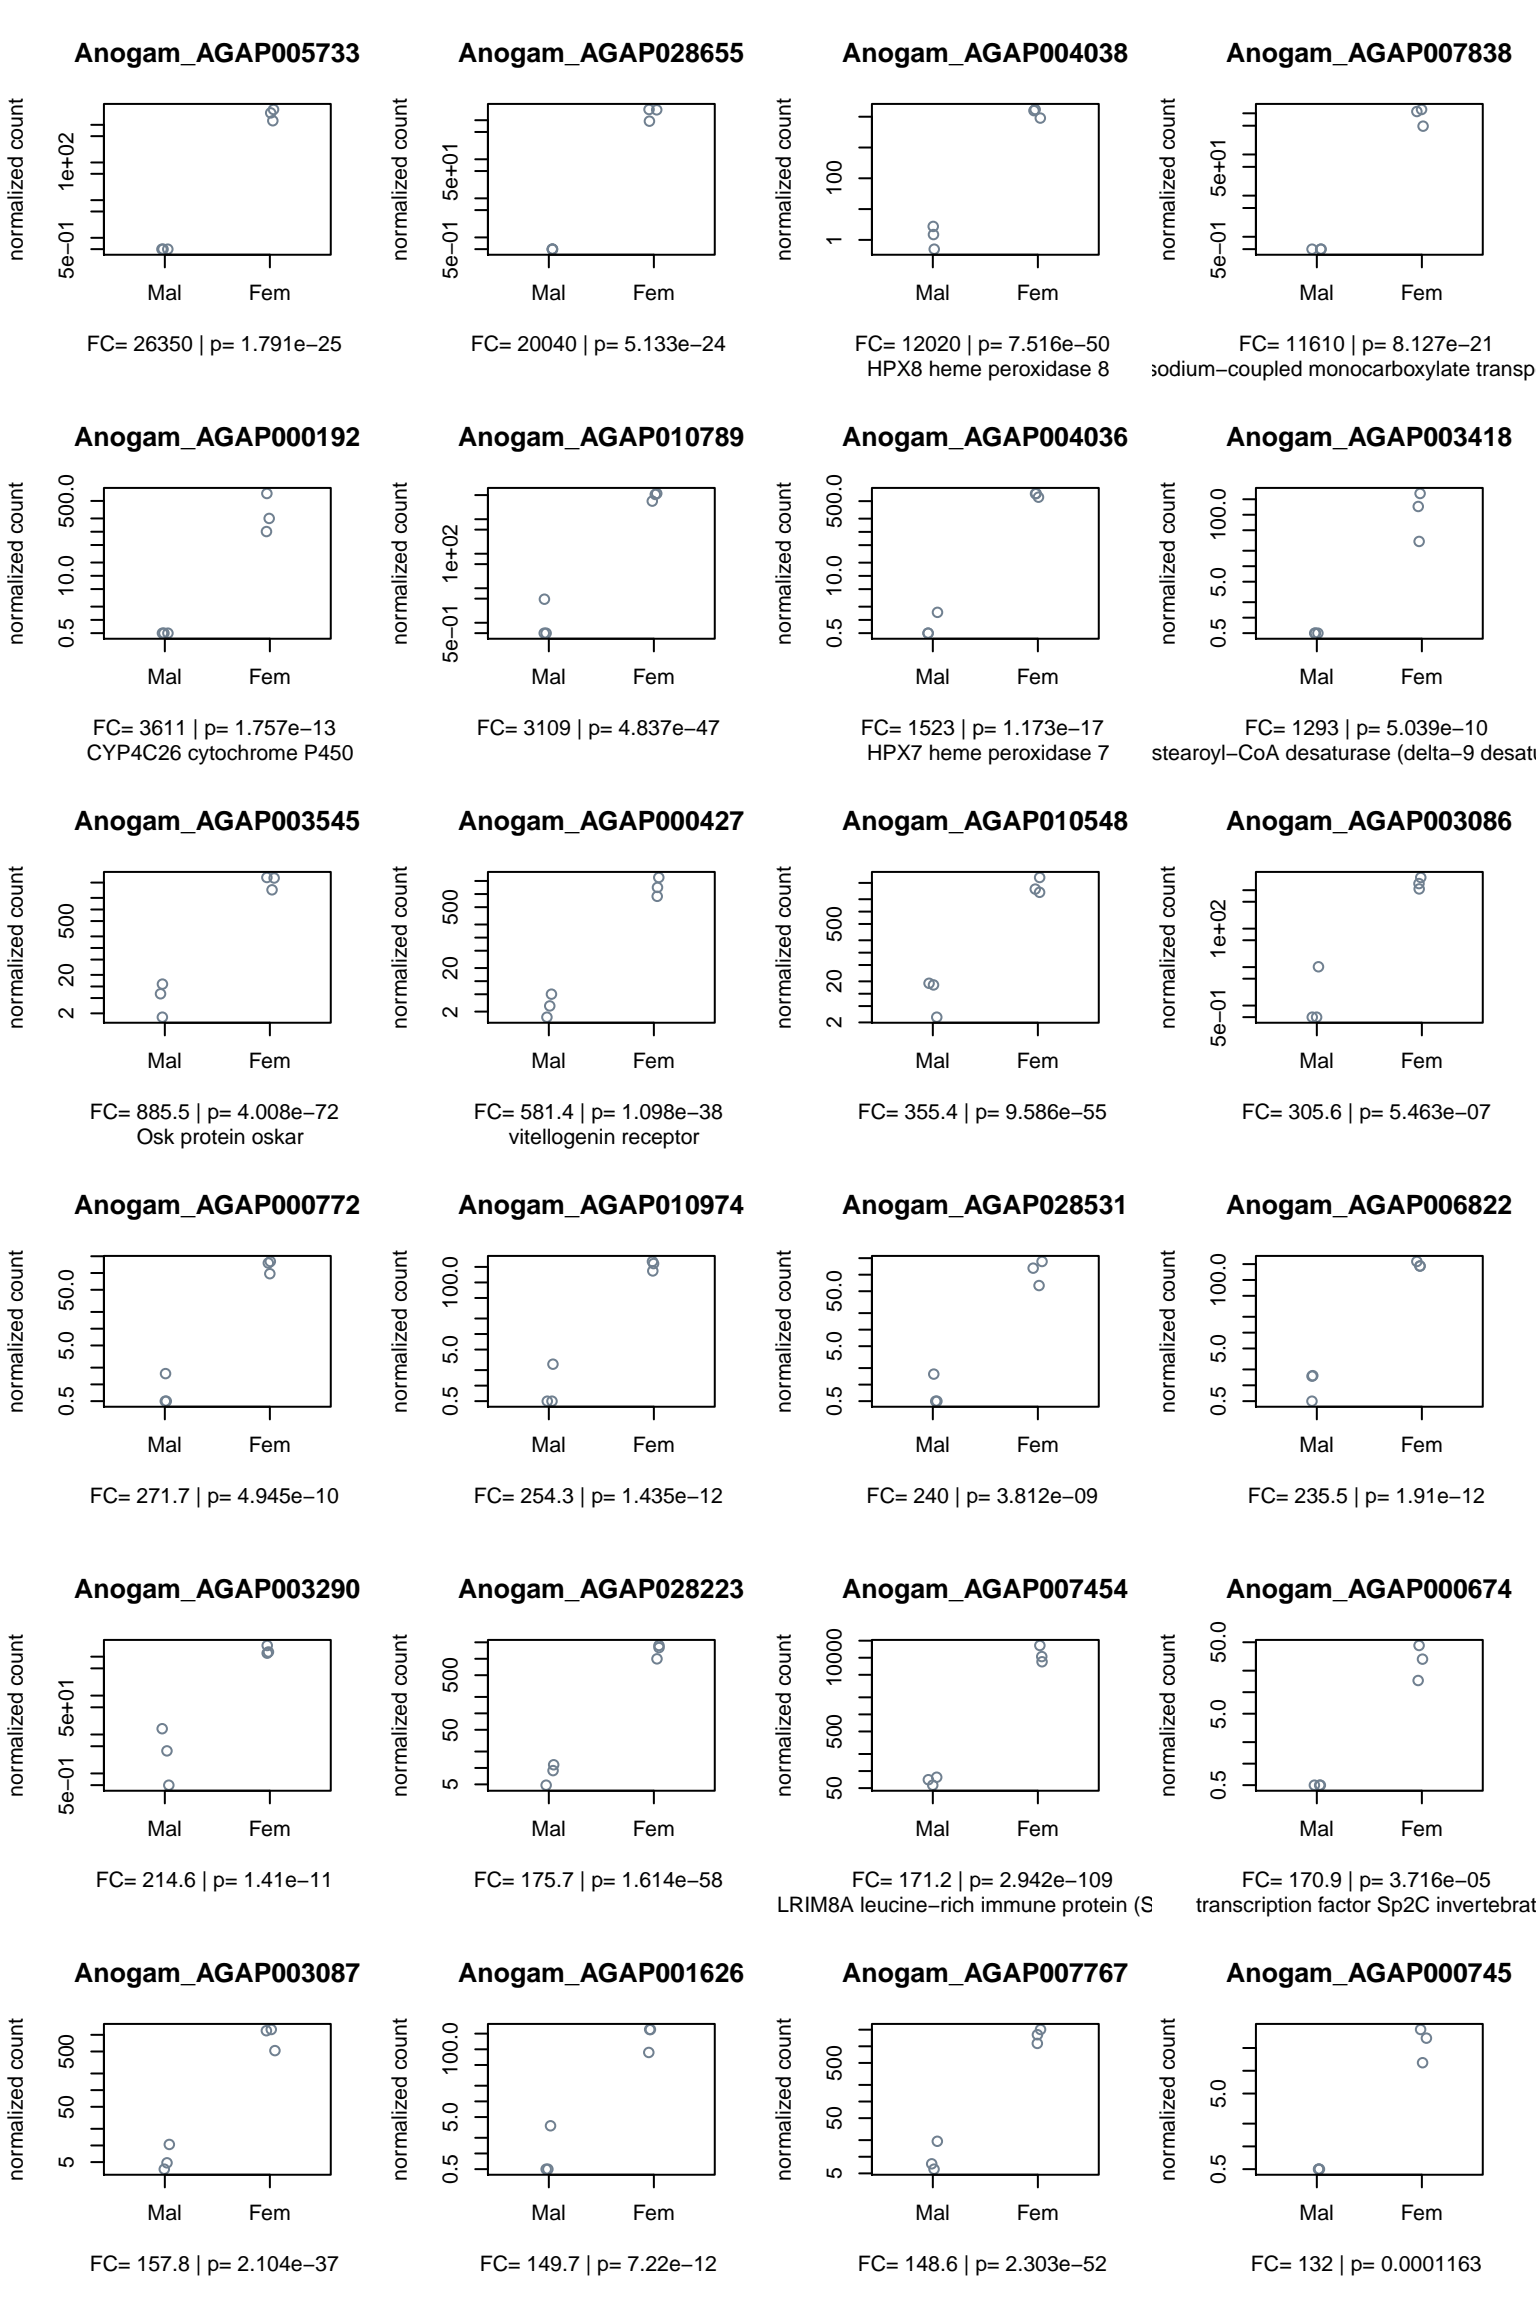 Anogam_AGAP005733
normalized count
5e−01 1e+02
Mal Fem
FC= 26350 | p= 1.791e−25
Anogam_AGAP028655
normalized count
5e−01 5e+01
Mal Fem
FC= 20040 | p= 5.133e−24
Anogam_AGAP004038
normalized count
1 100
Mal Fem
FC= 12020 | p= 7.516e−50
HPX8 heme peroxidase 8
Anogam_AGAP007838
normalized count
5e−01 5e+01
Mal Fem
FC= 11610 | p= 8.127e−21
sodium−coupled monocarboxylate transp
Anogam_AGAP000192
normalized count
0.5 10.0 500.0
Mal Fem
FC= 3611 | p= 1.757e−13
CYP4C26 cytochrome P450
Anogam_AGAP010789
normalized count
5e−01 1e+02
Mal Fem
FC= 3109 | p= 4.837e−47
Anogam_AGAP004036
normalized count
0.5 10.0 500.0
Mal Fem
FC= 1523 | p= 1.173e−17
HPX7 heme peroxidase 7
Anogam_AGAP003418
normalized count
0.5 5.0 100.0
Mal Fem
FC= 1293 | p= 5.039e−10
stearoyl−CoA desaturase (delta−9 desatu
Anogam_AGAP003545
normalized count
2 20 500
Mal Fem
FC= 885.5 | p= 4.008e−72
Osk protein oskar
Anogam_AGAP000427
normalized count
2 20 500
Mal Fem
FC= 581.4 | p= 1.098e−38
vitellogenin receptor
Anogam_AGAP010548
normalized count
2 20 500
Mal Fem
FC= 355.4 | p= 9.586e−55
Anogam_AGAP003086
normalized count
5e−01 1e+02
Mal Fem
FC= 305.6 | p= 5.463e−07
Anogam_AGAP000772
normalized count
0.5 5.0 50.0
Mal Fem
FC= 271.7 | p= 4.945e−10
Anogam_AGAP010974
normalized count
0.5 5.0 100.0
Mal Fem
FC= 254.3 | p= 1.435e−12
Anogam_AGAP028531
normalized count
0.5 5.0 50.0
Mal Fem
FC= 240 | p= 3.812e−09
Anogam_AGAP006822
normalized count
0.5 5.0 100.0
Mal Fem
FC= 235.5 | p= 1.91e−12
Anogam_AGAP003290
normalized count
5e−01 5e+01
Mal Fem
FC= 214.6 | p= 1.41e−11
Anogam_AGAP028223
normalized count
5 50 500
Mal Fem
FC= 175.7 | p= 1.614e−58
Anogam_AGAP007454
normalized count
50 500 10000
Mal Fem
FC= 171.2 | p= 2.942e−109
LRIM8A leucine−rich immune protein (S
Anogam_AGAP000674
normalized count
0.5 5.0 50.0
Mal Fem
FC= 170.9 | p= 3.716e−05
transcription factor Sp2C invertebrat
Anogam_AGAP003087
normalized count
5 50 500
Mal Fem
FC= 157.8 | p= 2.104e−37
Anogam_AGAP001626
normalized count
0.5 5.0 100.0
Mal Fem
FC= 149.7 | p= 7.22e−12
Anogam_AGAP007767
normalized count
5 50 500
Mal Fem
FC= 148.6 | p= 2.303e−52
Anogam_AGAP000745
normalized count
0.5 5.0
Mal Fem
FC= 132 | p= 0.0001163